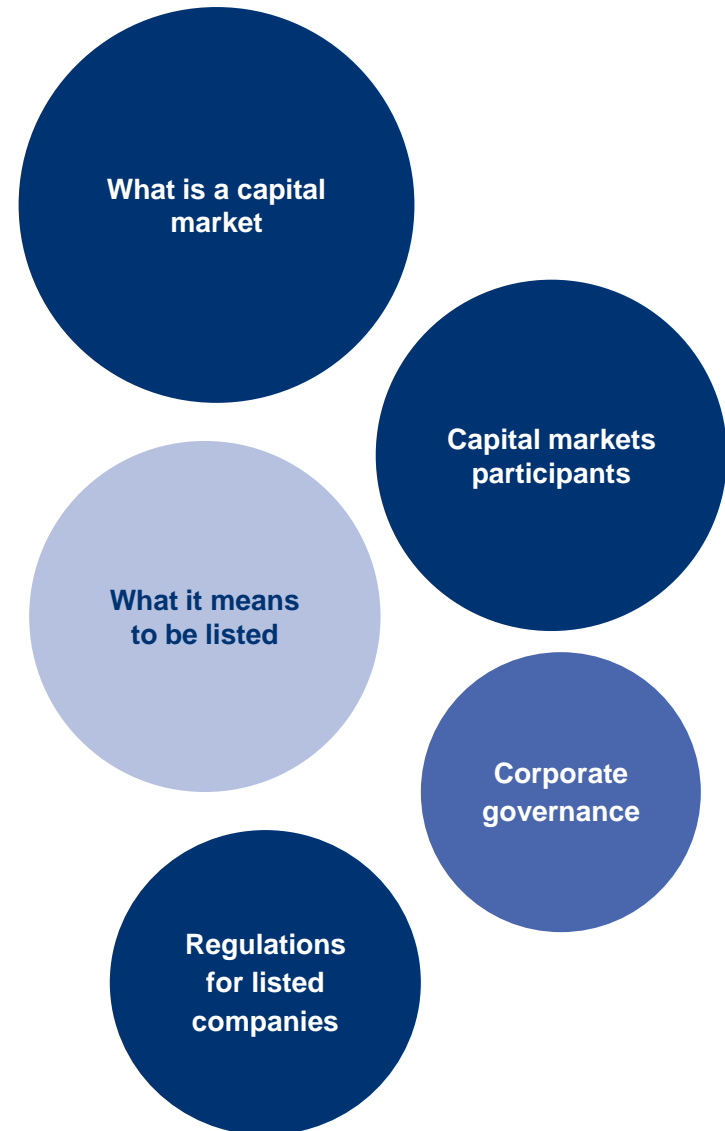 What is a capital
market
Capital markets
participants
What it means
to be listed
Corporate
governance
Regulations
for listed
companies